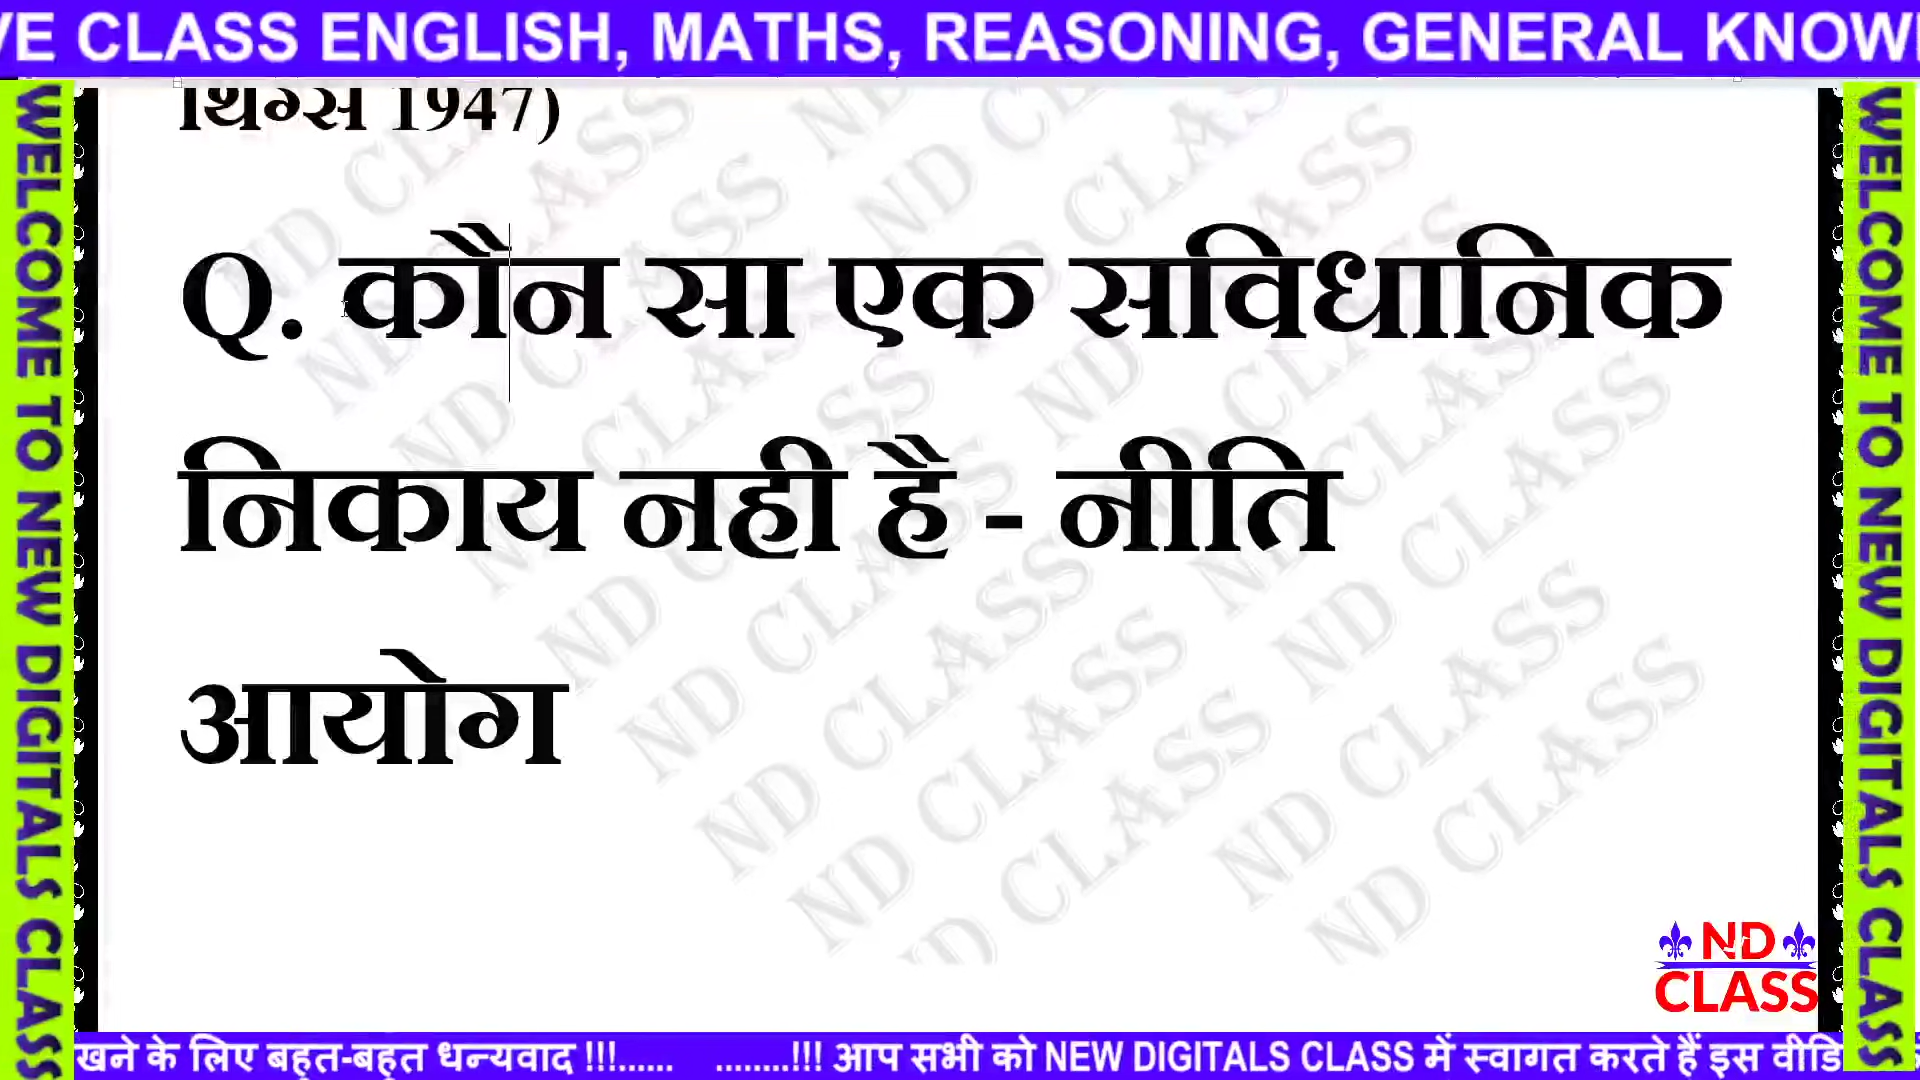 VE CLASS ENGLISH, MATHS, REASONING, GENERAL KNOW
थिंग्स 1947)
Q. कौन सा एक सविधानिक
निकाय नही है - नीति
आयोग
WELCOME TO NEW DIGITALS CLASS
WELCOME TO NEW DIGITALS CLASS
ND
CLASS
खने के लिए बहुत-बहुत धन्यवाद !!!...... ........!!! आप सभी को NEW DIGITALS CLASS में स्वागत करते हैं इस वीडि